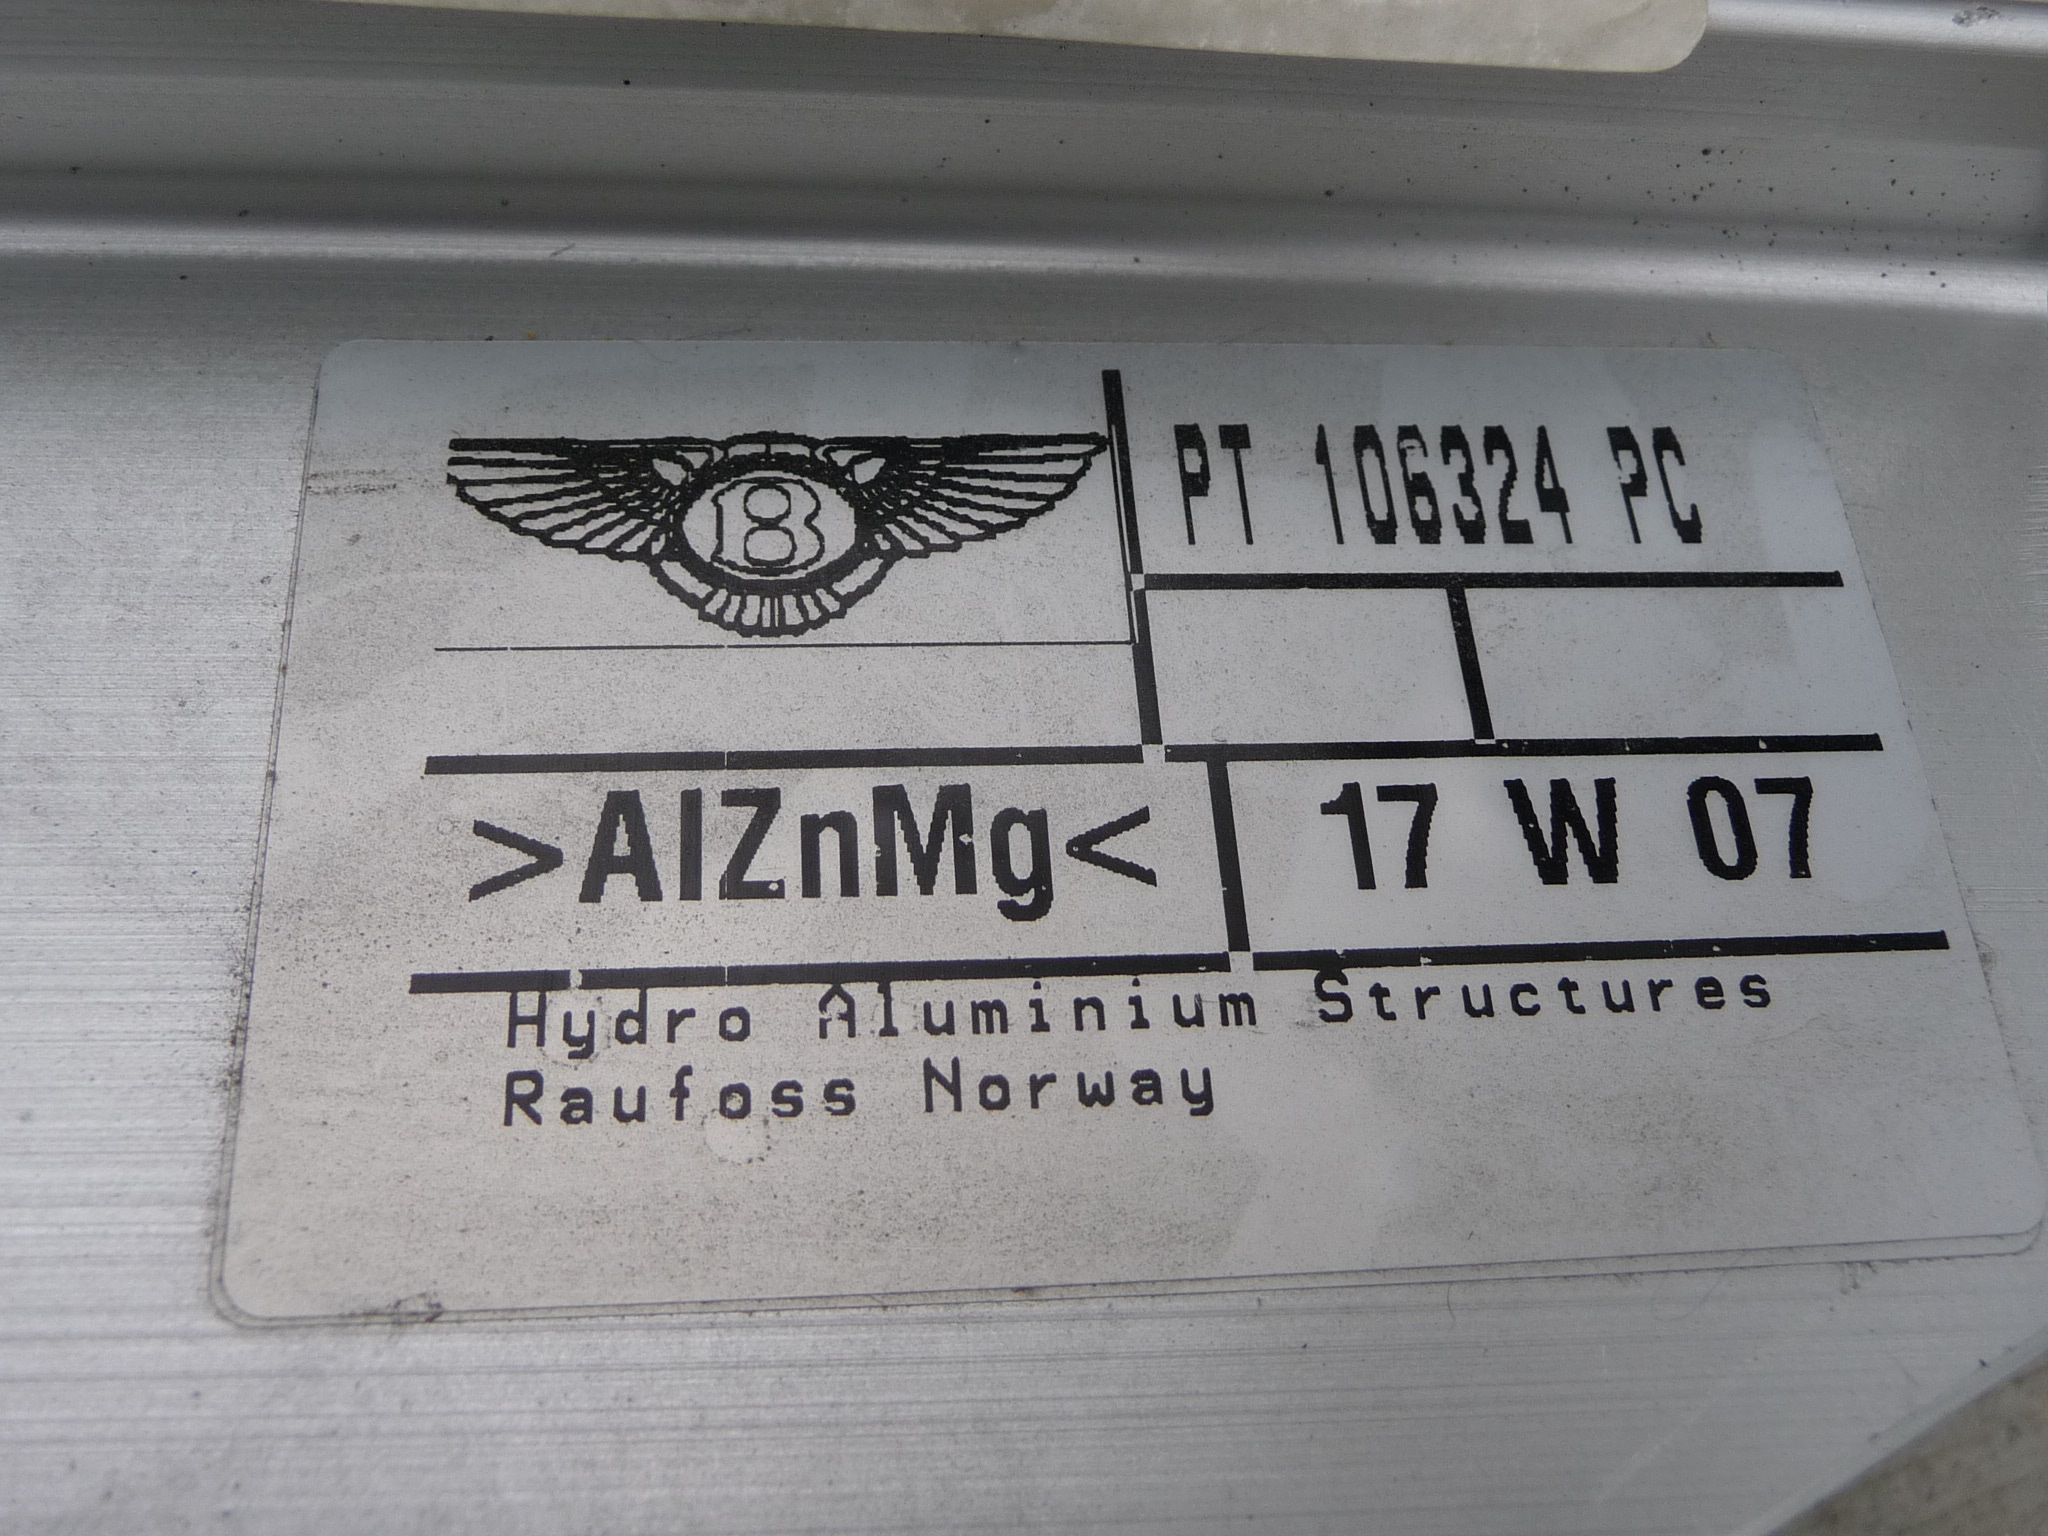 B
PT 106324 PC
>AlZnMg<
17 W 07
Hydro Aluminium Structures
Raufoss Norway